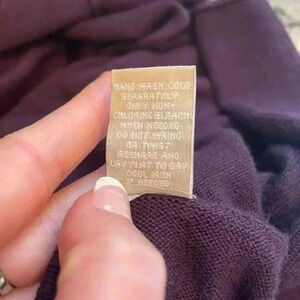 HAND WASH COLD
SEPARATELY
ONLY NON-
CHLORINE BLEACH
WHEN NEEDED
DO NOT WRING
OR TWIST
RESHAPE AND
LAY FLAT TO DRY
COOL IRON
IF NEEDED